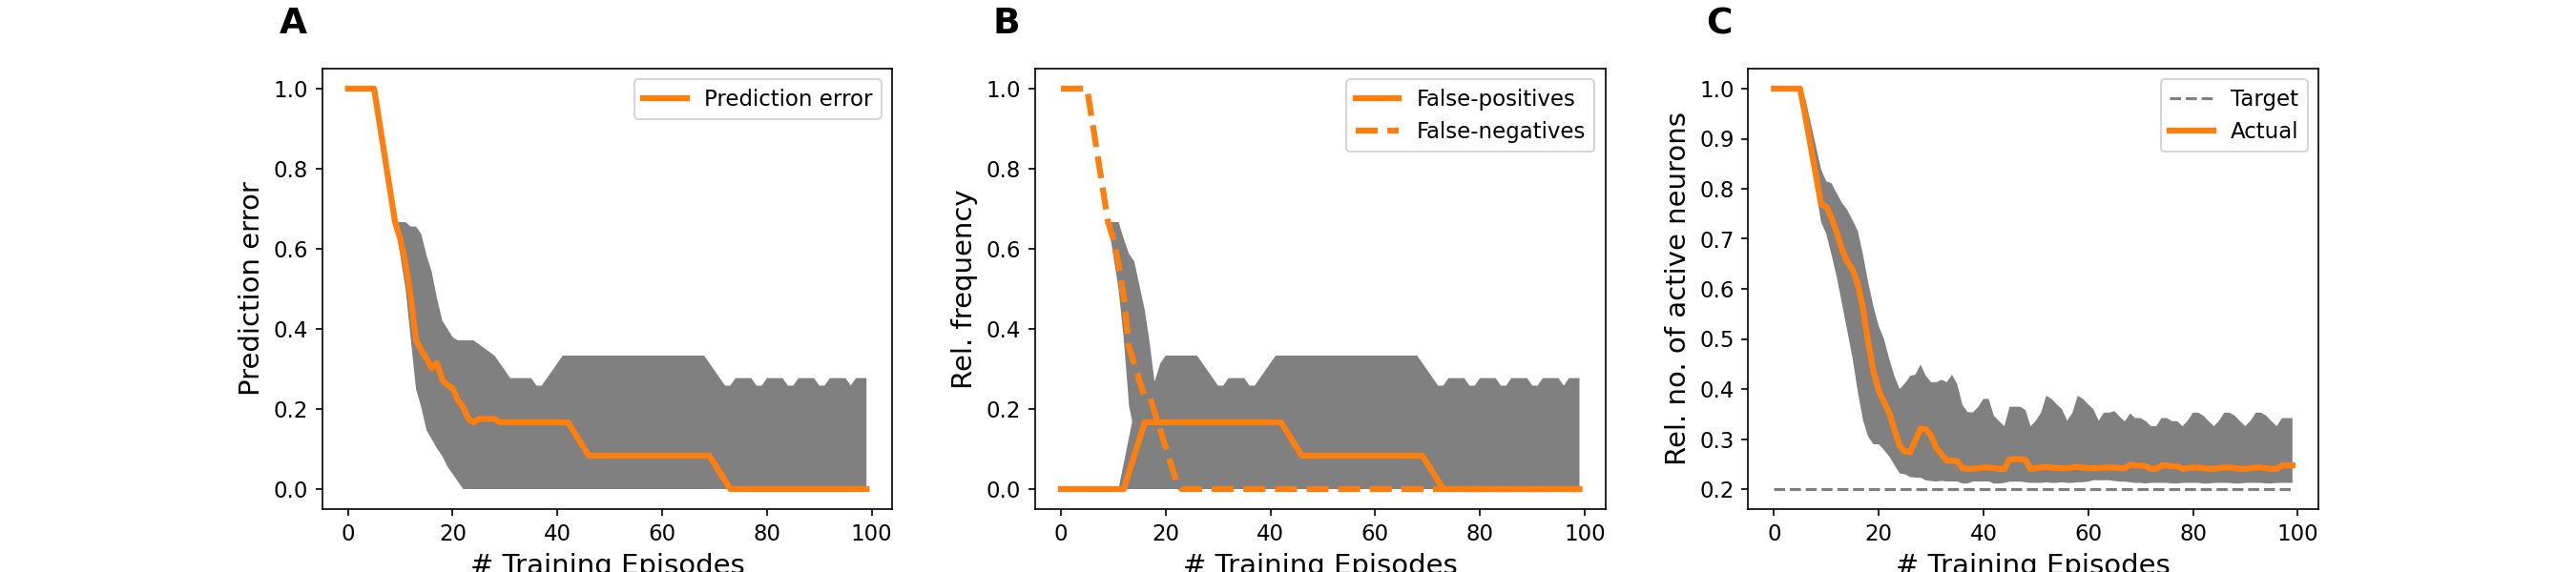 A
Prediction error
1.0
0.8
0.6
0.4
0.2
0.0
Prediction error
0 20 40 60 80 100
# Training Episodes
B
False-positives
False-negatives
1.0
0.8
0.6
0.4
0.2
0.0
Rel. frequency
0 20 40 60 80 100
# Training Episodes
C
Target
Actual
1.0
0.9
0.8
0.7
0.6
0.5
0.4
0.3
0.2
Rel. no. of active neurons
0 20 40 60 80 100
# Training Episodes